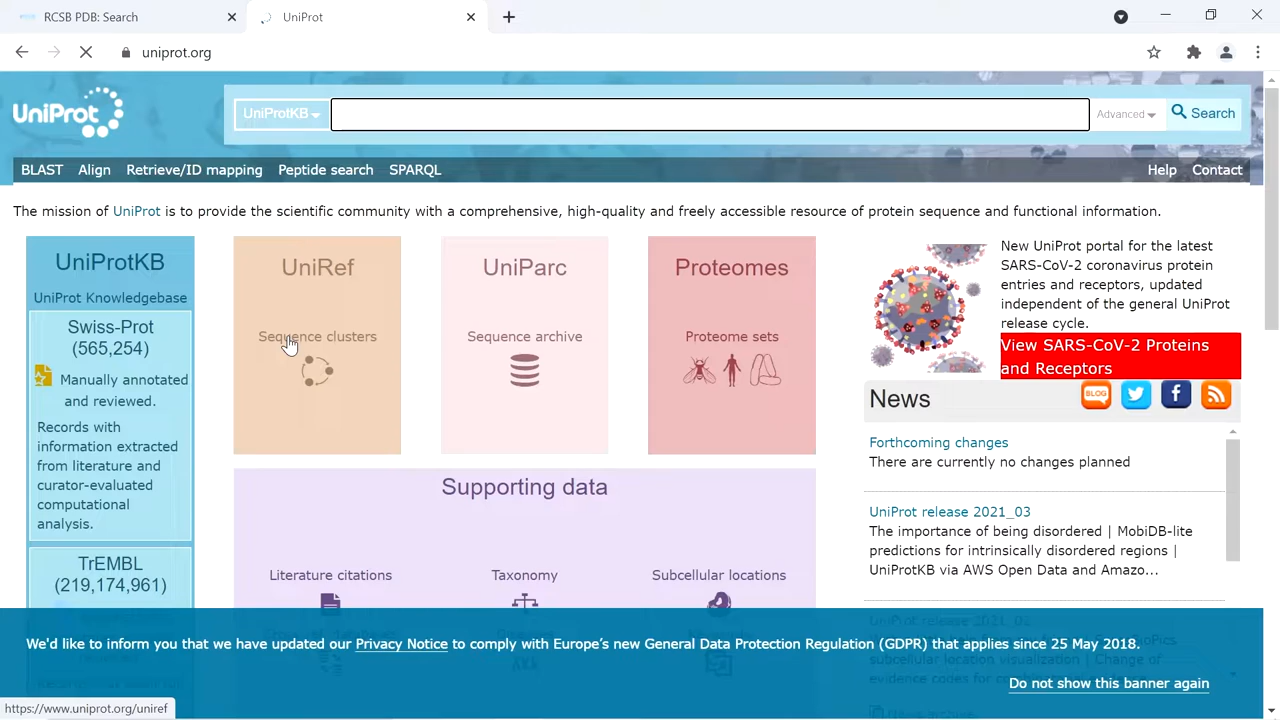 RCSB PDB: Search
UniProt
uniprot.org
UniProt
UniProtKB
Advanced
Search
BLAST Align Retrieve/ID mapping Peptide search SPARQL
Help Contact
The mission of UniProt is to provide the scientific community with a comprehensive, high-quality and freely accessible resource of protein sequence and functional information.
UniProtKB
UniProt Knowledgebase
Swiss-Prot
(565,254)
Manually annotated
and reviewed.
Records with
information extracted
from literature and
curator-evaluated
computational
analysis.
TrEMBL
(219,174,961)
UniRef
Sequence clusters
UniParc
Sequence archive
Proteomes
Proteome sets
Supporting data
Literature citations
Taxonomy
Subcellular locations
New UniProt portal for the latest
SARS-CoV-2 coronavirus protein
entries and receptors, updated
independent of the general UniProt
release cycle.
View SARS-CoV-2 Proteins
and Receptors
News
BLOG
Forthcoming changes
There are currently no changes planned
UniProt release 2021_03
The importance of being disordered | MobiDB-lite
predictions for intrinsically disordered regions |
UniProtKB via AWS Open Data and Amazo...
We'd like to inform you that we have updated our Privacy Notice to comply with Europe's new General Data Protection Regulation (GDPR) that applies since 25 May 2018.
Do not show this banner again
https://www.uniprot.org/uniref